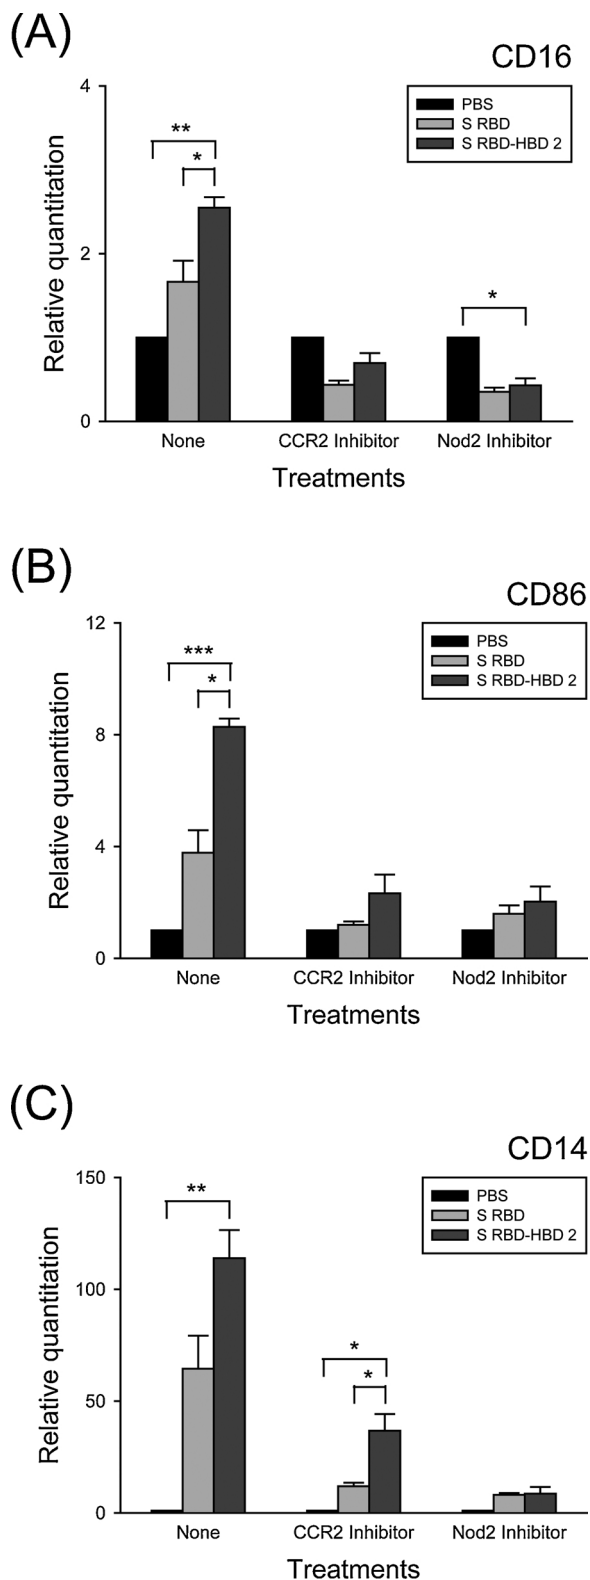 (A)
CD16
4
PBS
S RBD
S RBD-HBD 2
**
*
*
2
0
Relative quantitation
None
CCR2 Inhibitor
Nod2 Inhibitor
Treatments
(B)
CD86
12
PBS
S RBD
S RBD-HBD 2
***
*
8
4
0
Relative quantitation
None
CCR2 Inhibitor
Nod2 Inhibitor
Treatments
(C)
CD14
150
PBS
S RBD
S RBD-HBD 2
**
100
50
*
*
0
Relative quantitation
None
CCR2 Inhibitor
Nod2 Inhibitor
Treatments